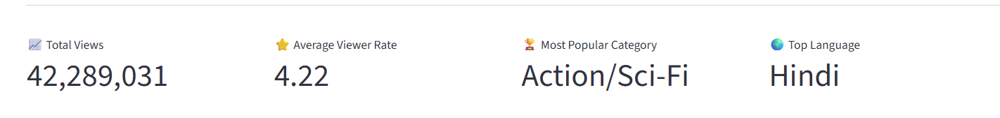 📈 Total Views
42,289,031
⭐ Average Viewer Rate
4.22
🏆 Most Popular Category
Action/Sci-Fi
🌍 Top Language
Hindi